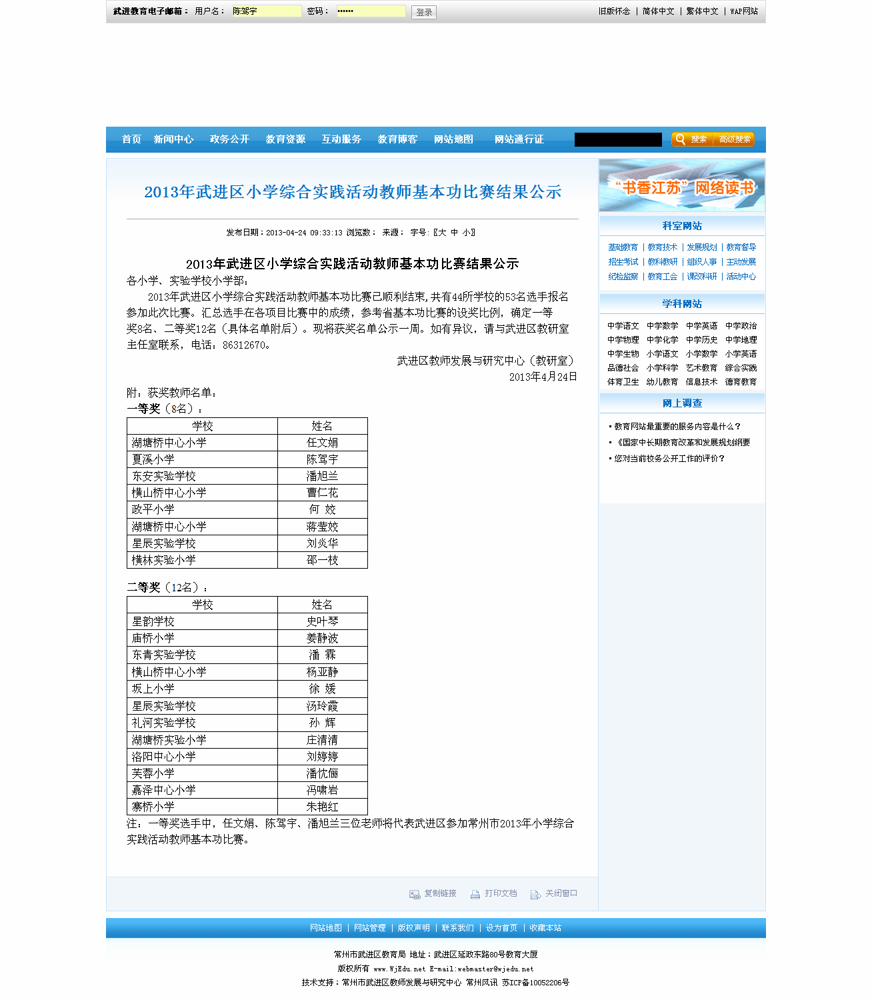 武进教育电子邮箱： 用户名： 陈驾宇 密码： •••••• 登录 旧版怀念 | 简体中文 | 繁体中文 | WAP网站
首页 新闻中心 政务公开 教育资源 互动服务 教育博客 网站地图 网站通行证 搜索 高级搜索
2013年武进区小学综合实践活动教师基本功比赛结果公示
发布日期：2013-04-24 09:33:13 浏览数： 来源： 字号:〖大 中 小〗
2013年武进区小学综合实践活动教师基本功比赛结果公示
各小学、实验学校小学部：
2013年武进区小学综合实践活动教师基本功比赛已顺利结束,共有44所学校的53名选手报名
参加此次比赛。汇总选手在各项目比赛中的成绩，参考省基本功比赛的设奖比例，确定一等
奖8名、二等奖12名（具体名单附后）。现将获奖名单公示一周。如有异议，请与武进区教研室
主任室联系，电话：86312670。
武进区教师发展与研究中心（教研室）
2013年4月24日
附：获奖教师名单：
一等奖（8名）：
学校 姓名
湖塘桥中心小学 任文娟
夏溪小学 陈驾宇
东安实验学校 潘旭兰
横山桥中心小学 曹仁花
政平小学 何 姣
湖塘桥中心小学 蒋莹姣
星辰实验学校 刘炎华
横林实验小学 邵一枝
二等奖（12名）：
学校 姓名
星韵学校 史叶琴
庙桥小学 姜静波
东青实验学校 潘 霖
横山桥中心小学 杨亚静
坂上小学 徐 媛
星辰实验学校 汤玲霞
礼河实验学校 孙 辉
湖塘桥实验小学 庄清清
洛阳中心小学 刘婷婷
芙蓉小学 潘忱俪
嘉泽中心小学 冯啸岩
寨桥小学 朱艳红
注：一等奖选手中，任文娟、陈驾宇、潘旭兰三位老师将代表武进区参加常州市2013年小学综合
实践活动教师基本功比赛。
复制链接 打印文档 关闭窗口
“书香江苏”网络读书
科室网站
基础教育 | 教育技术 | 发展规划 | 教育督导
招生考试 | 教科教研 | 组织人事 | 主动发展
纪检监察 | 教育工会 | 课改科研 | 活动中心
学科网站
中学语文 中学数学 中学英语 中学政治
中学物理 中学化学 中学历史 中学地理
中学生物 小学语文 小学数学 小学英语
品德社会 小学科学 艺术教育 综合实践
体育卫生 幼儿教育 信息技术 德育教育
网上调查
·教育网站最重要的服务内容是什么？
·《国家中长期教育改革和发展规划纲要
·您对当前校务公开工作的评价？
网站地图 | 网站管理 | 版权声明 | 联系我们 | 设为首页 | 收藏本站
常州市武进区教育局 地址：武进区延政东路80号教育大厦
版权所有 www.WjEdu.net E-mail:webmaster@wjedu.net
技术支持：常州市武进区教师发展与研究中心 常州风讯 苏ICP备10052206号